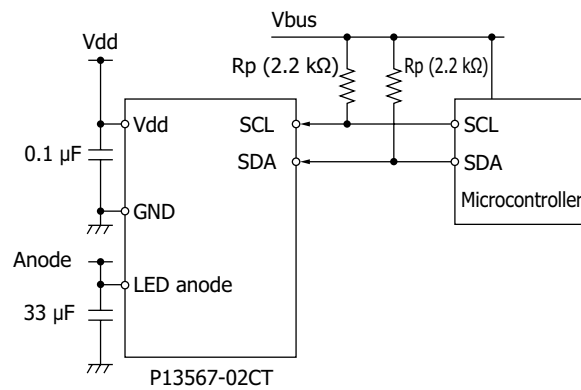 Vbus
Vdd
Rp (2.2 kΩ)
Rp (2.2 kΩ)
Vdd
SCL
SCL
0.1 µF
SDA
SDA
Microcontroller
GND
Anode
LED anode
33 µF
P13567-02CT